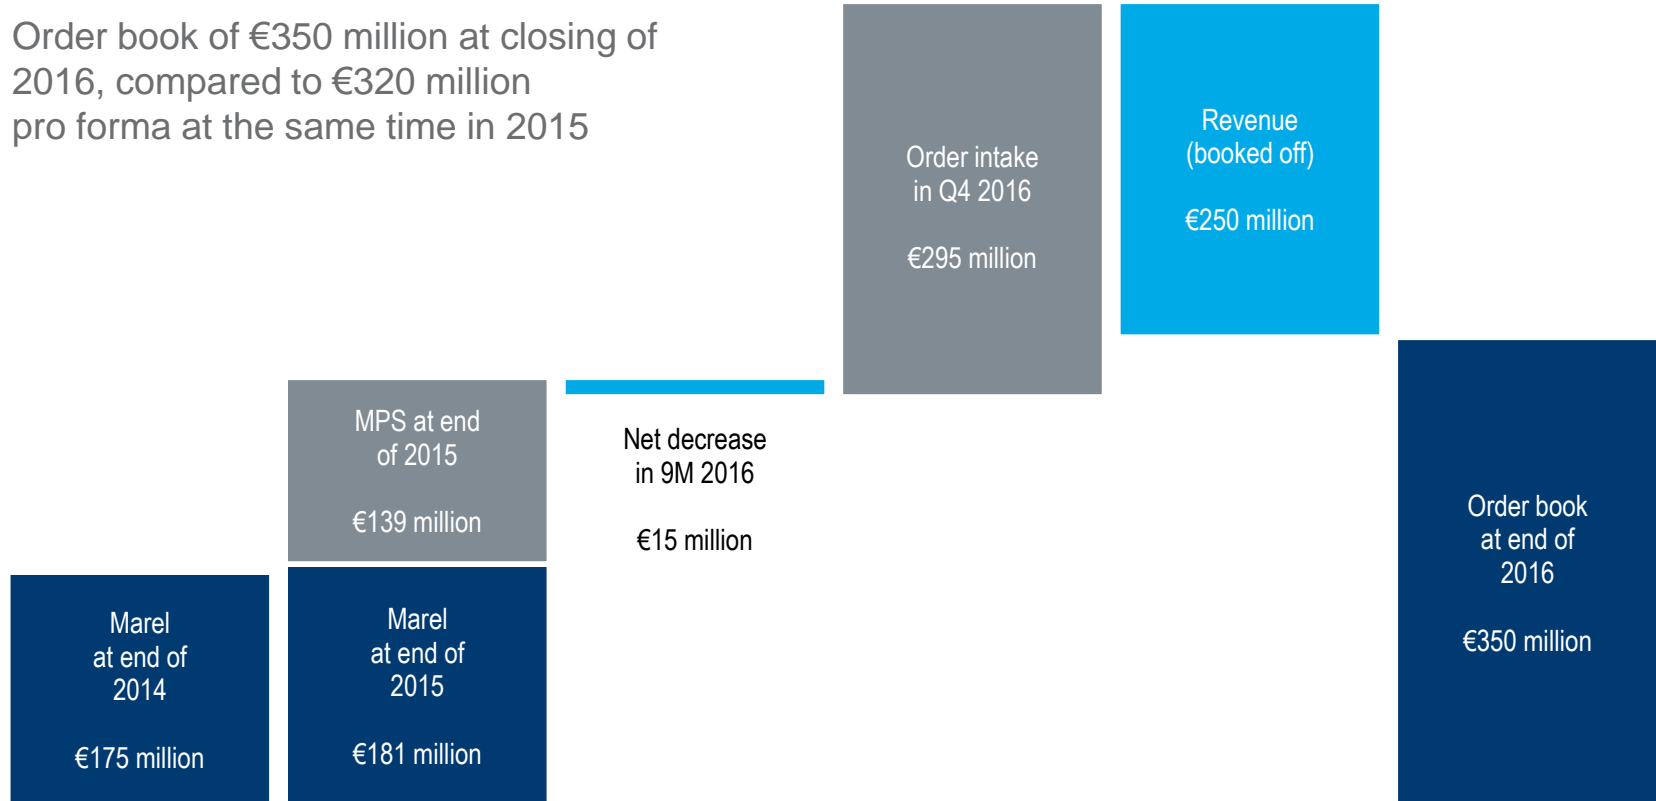 Order book of €350 million at closing of
2016, compared to €320 million
pro forma at the same time in 2015
Marel
at end of
2014
€175 million
MPS at end
of 2015
€139 million
Marel
at end of
2015
€181 million
Net decrease
in 9M 2016
€15 million
Order intake
in Q4 2016
€295 million
Revenue
(booked off)
€250 million
Order book
at end of
2016
€350 million